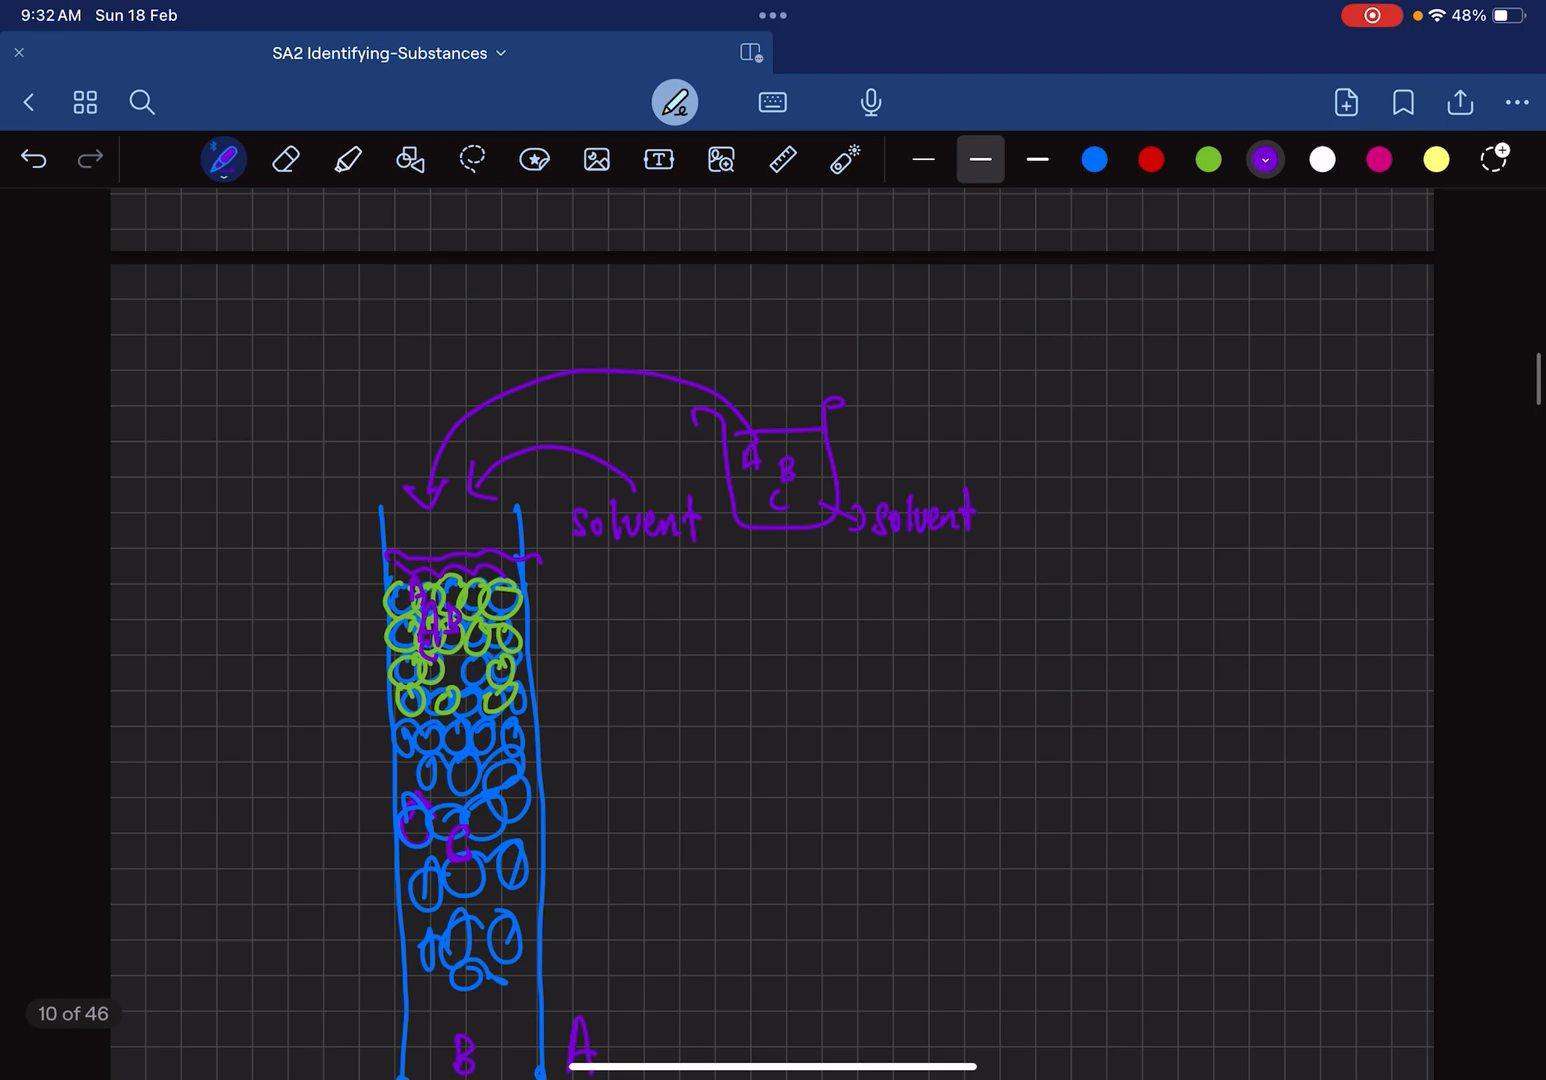 9:32 AM Sun 18 Feb
48%
SA2 Identifying-Substances
A
B
C
solvent
solvent
A
B
C
C
B
A
10 of 46